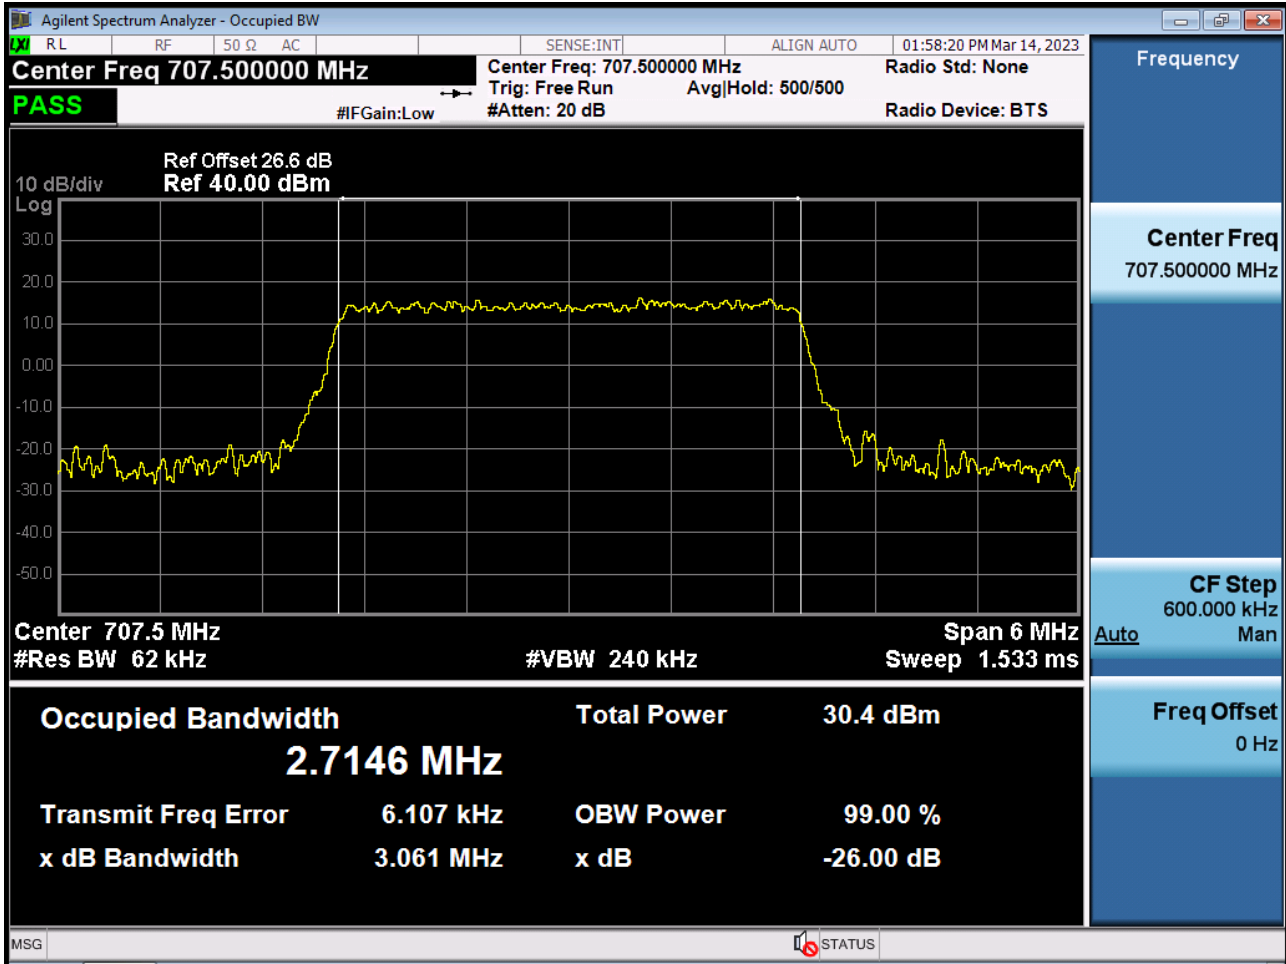 Agilent Spectrum Analyzer - Occupied BW
LXI RL RF 50 Ω AC SENSE:INT ALIGN AUTO 01:58:20 PM Mar 14, 2023
Center Freq 707.500000 MHz
Center Freq: 707.500000 MHz
Radio Std: None
Trig: Free Run Avg|Hold: 500/500
PASS
#IFGain:Low
#Atten: 20 dB
Radio Device: BTS
Ref Offset 26.6 dB
10 dB/div Ref 40.00 dBm
Log
30.0
20.0
10.0
0.00
-10.0
-20.0
-30.0
-40.0
-50.0
Center 707.5 MHz Span 6 MHz
#Res BW 62 kHz #VBW 240 kHz Sweep 1.533 ms
Occupied Bandwidth Total Power 30.4 dBm
2.7146 MHz
Transmit Freq Error 6.107 kHz OBW Power 99.00 %
x dB Bandwidth 3.061 MHz x dB -26.00 dB
MSG STATUS
Frequency
Center Freq
707.500000 MHz
CF Step
600.000 kHz
Auto Man
Freq Offset
0 Hz